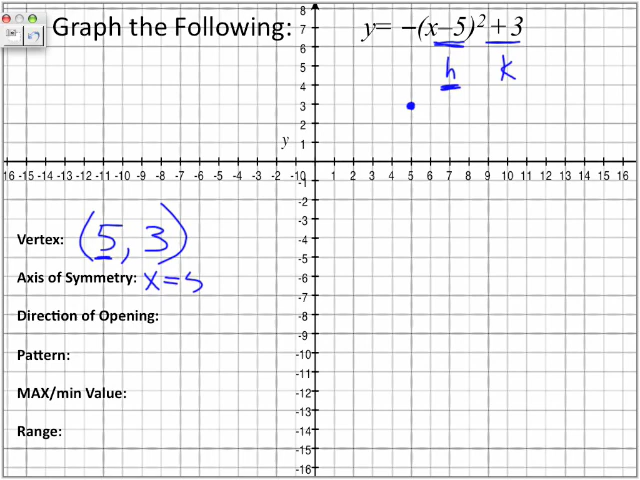 Graph the Following: y= −(x−5)² +3
h k
8
7
6
5
4
3
2
y 1
16 -15 -14 -13 -12 -11 -10 -9 -8 -7 -6 -5 -4 -3 -2 -10 1 2 3 4 5 6 7 8 9 10 11 12 13 14 15 16
-1
-2
-3
-4
Vertex: (5, 3)
-5
-6
Axis of Symmetry: x=5
-7
Direction of Opening: -8
-9
Pattern: -10
-11
MAX/min Value: -12
-13
Range: -14
-15
-16